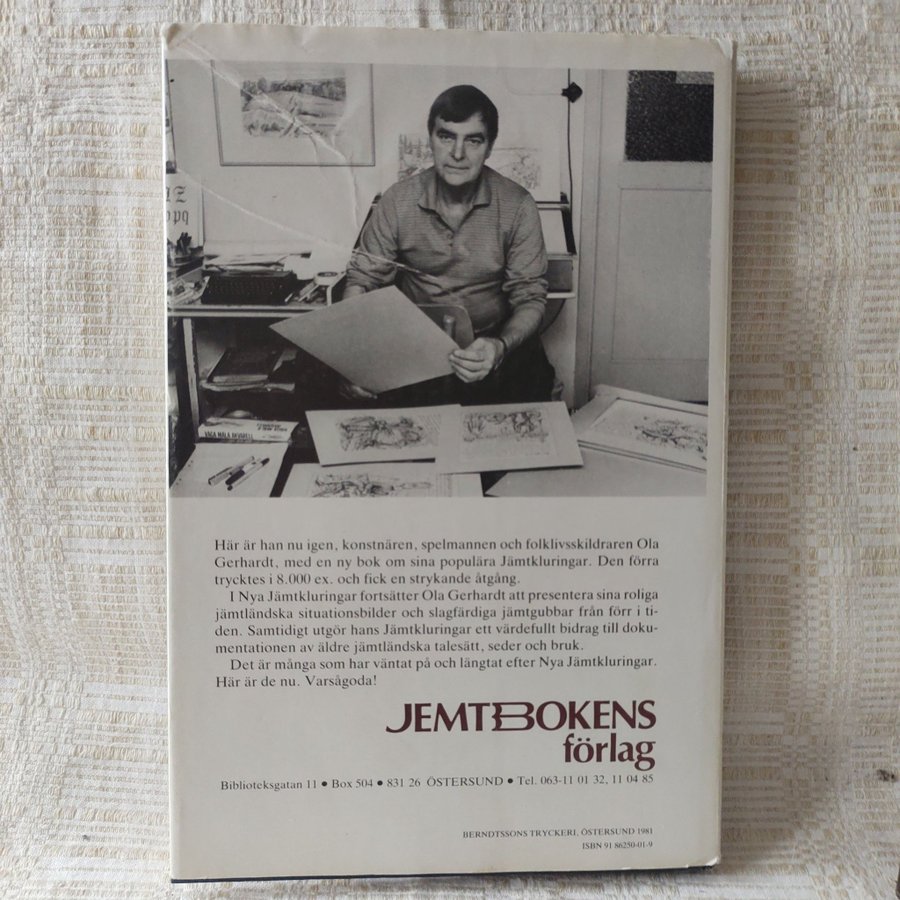 VÅGA MÅLA AKVARELL
Här är han nu igen, konstnären, spelmannen och folklivsskildraren Ola
Gerhardt, med en ny bok om sina populära Jämtkluringar. Den förra
trycktes i 8.000 ex. och fick en strykande åtgång.
I Nya Jämtkluringar fortsätter Ola Gerhardt att presentera sina roliga
jämtländska situationsbilder och slagfärdiga jämtgubbar från förr i ti-
den. Samtidigt utgör hans Jämtkluringar ett värdefullt bidrag till doku-
mentationen av äldre jämtländska talesätt, seder och bruk.
Det är många som har väntat på och längtat efter Nya Jämtkluringar.
Här är de nu. Varsågoda!
JEMTBOKENS
förlag
Biblioteksgatan 11 ● Box 504 ● 831 26 ÖSTERSUND ● Tel. 063-11 01 32, 11 04 85
BERNDTSSONS TRYCKERI, ÖSTERSUND 1981
ISBN 91 86250-01-9